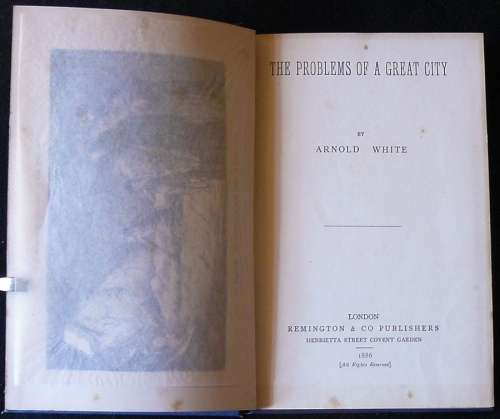 THE PROBLEMS OF A GREAT CITY
BY
ARNOLD WHITE
LONDON
REMINGTON & CO PUBLISHERS
HENRIETTA STREET COVENT GARDEN
1886
[All Rights Reserved]